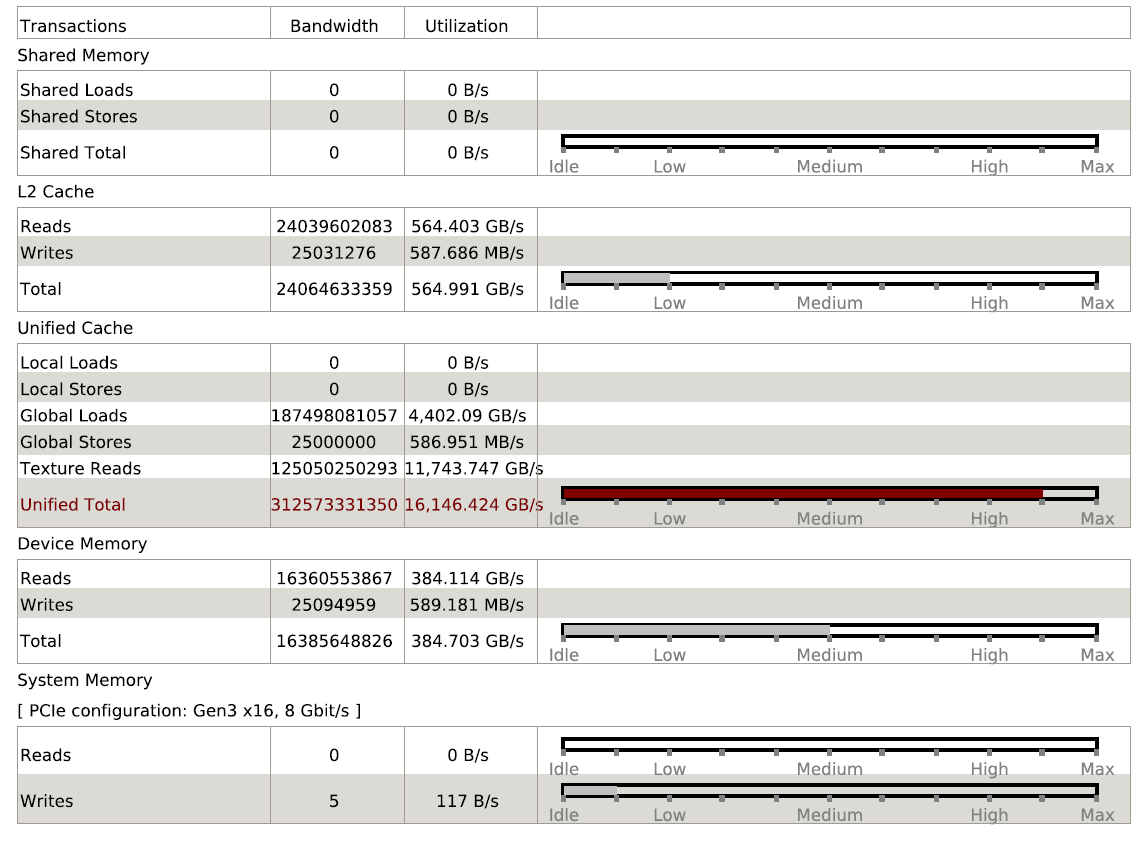 Transactions Bandwidth Utilization
Shared Memory
Shared Loads 0 0 B/s
Shared Stores 0 0 B/s
Shared Total 0 0 B/s
Idle Low Medium High Max
L2 Cache
Reads 24039602083 564.403 GB/s
Writes 25031276 587.686 MB/s
Total 24064633359 564.991 GB/s
Idle Low Medium High Max
Unified Cache
Local Loads 0 0 B/s
Local Stores 0 0 B/s
Global Loads 187498081057 4,402.09 GB/s
Global Stores 25000000 586.951 MB/s
Texture Reads 125050250293 11,743.747 GB/s
Unified Total 312573331350 16,146.424 GB/s
Idle Low Medium High Max
Device Memory
Reads 16360553867 384.114 GB/s
Writes 25094959 589.181 MB/s
Total 16385648826 384.703 GB/s
Idle Low Medium High Max
System Memory
[ PCIe configuration: Gen3 x16, 8 Gbit/s ]
Reads 0 0 B/s
Idle Low Medium High Max
Writes 5 117 B/s
Idle Low Medium High Max